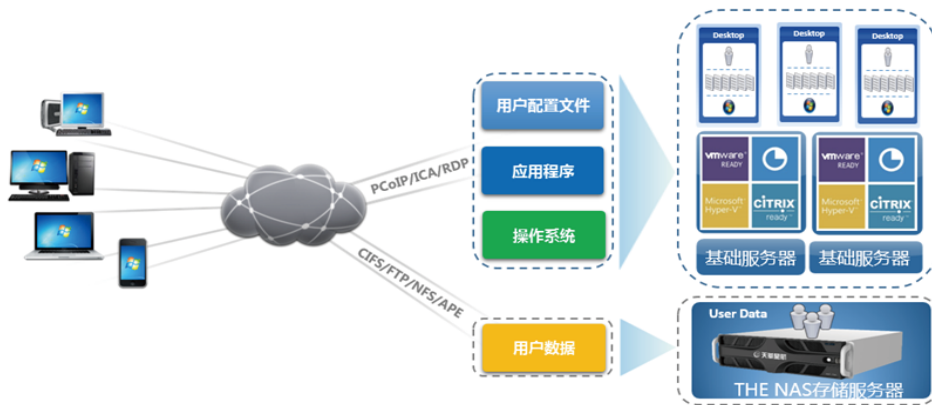 PCoIP/ICA/RDP
CIFS/FTP/NFS/APE
用户配置文件
应用程序
操作系统
用户数据
Desktop
Desktop
Desktop
vmware
READY
Microsoft
Hyper-V
CITRIX
ready
vmware
READY
Microsoft
Hyper-V
CITRIX
ready
基础服务器
基础服务器
User Data
THE NAS存储服务器